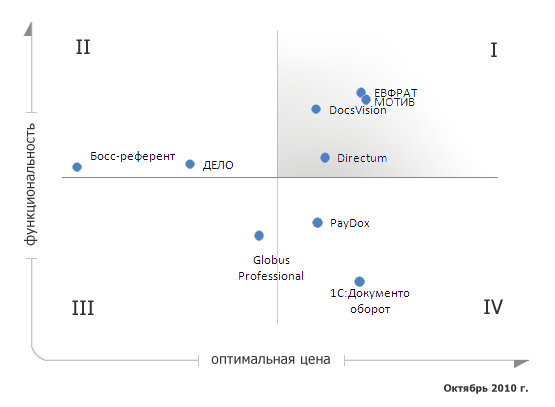 II
I
ЕВФРАТ
МОТИВ
DocsVision
Босс-референт
ДЕЛО
Directum
функциональность
PayDox
Globus
Professional
1С:Документо
оборот
III
IV
оптимальная цена
Октябрь 2010 г.